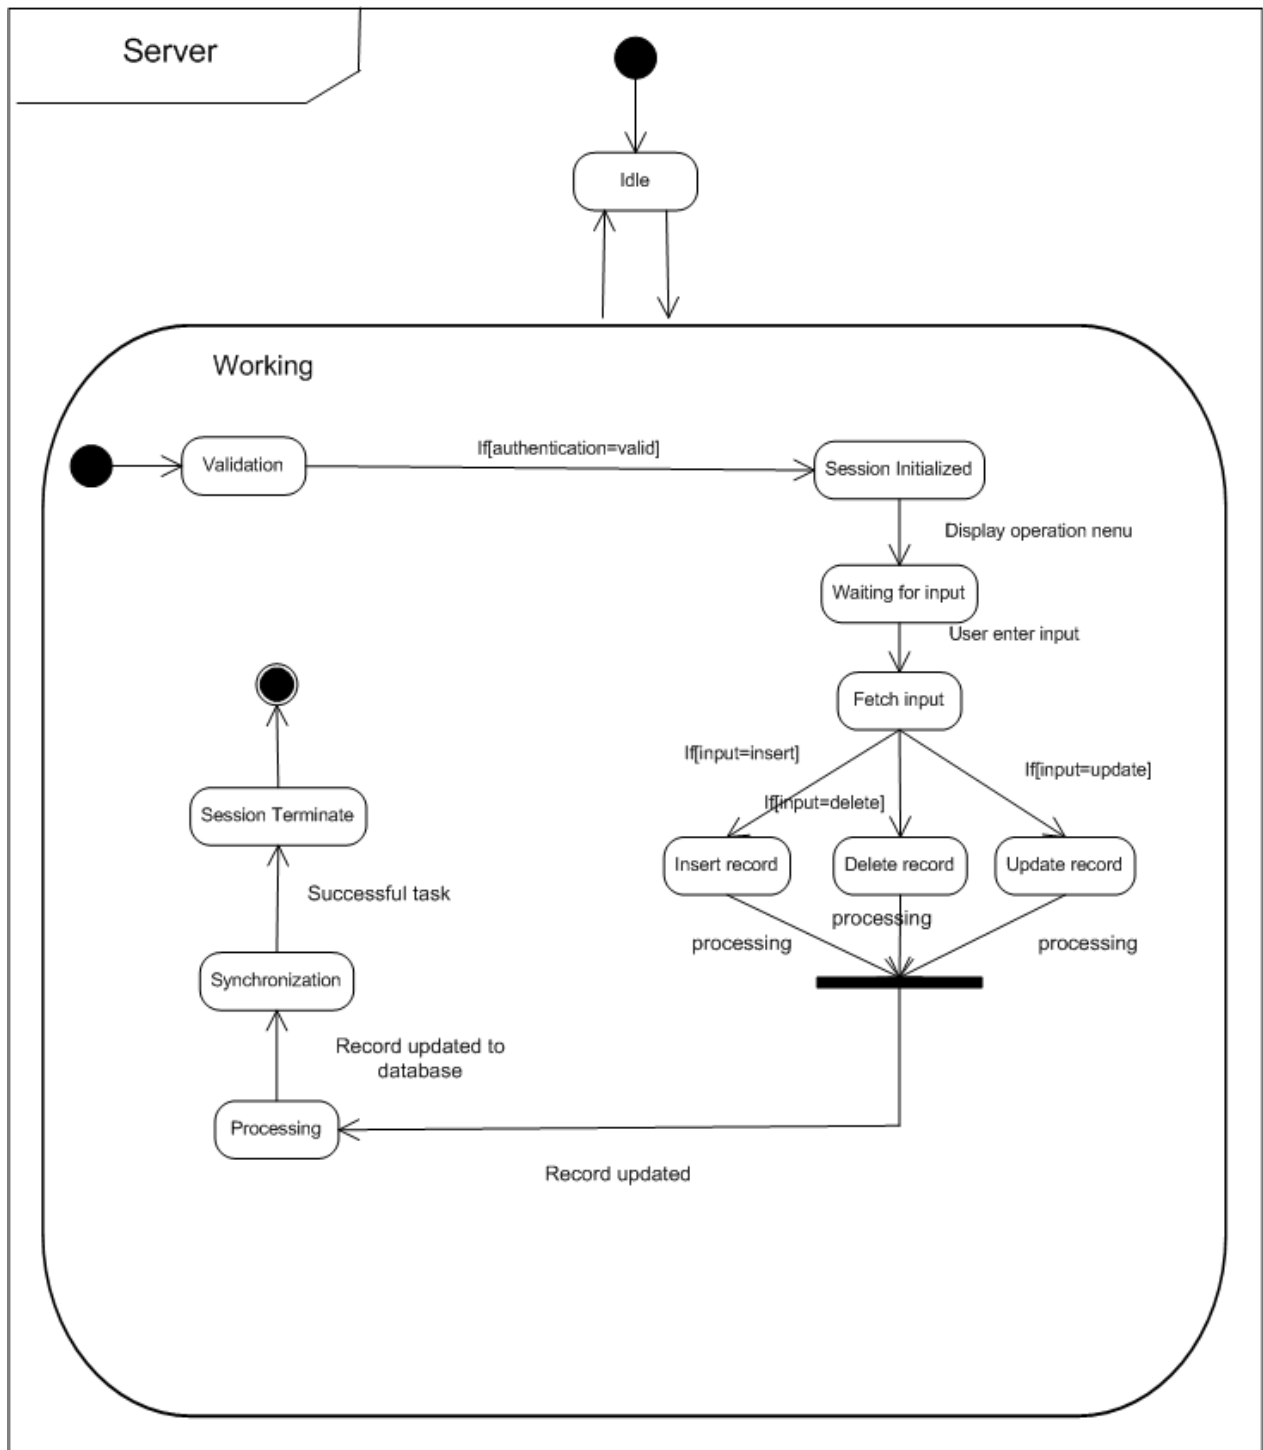 Server
Idle
Working
Validation
If[authentication=valid]
Session Initialized
Display operation nenu
Waiting for input
User enter input
Fetch input
If[input=insert]
If[input=delete]
If[input=update]
Insert record
Delete record
Update record
processing
processing
processing
Record updated
Processing
Record updated to
database
Synchronization
Successful task
Session Terminate